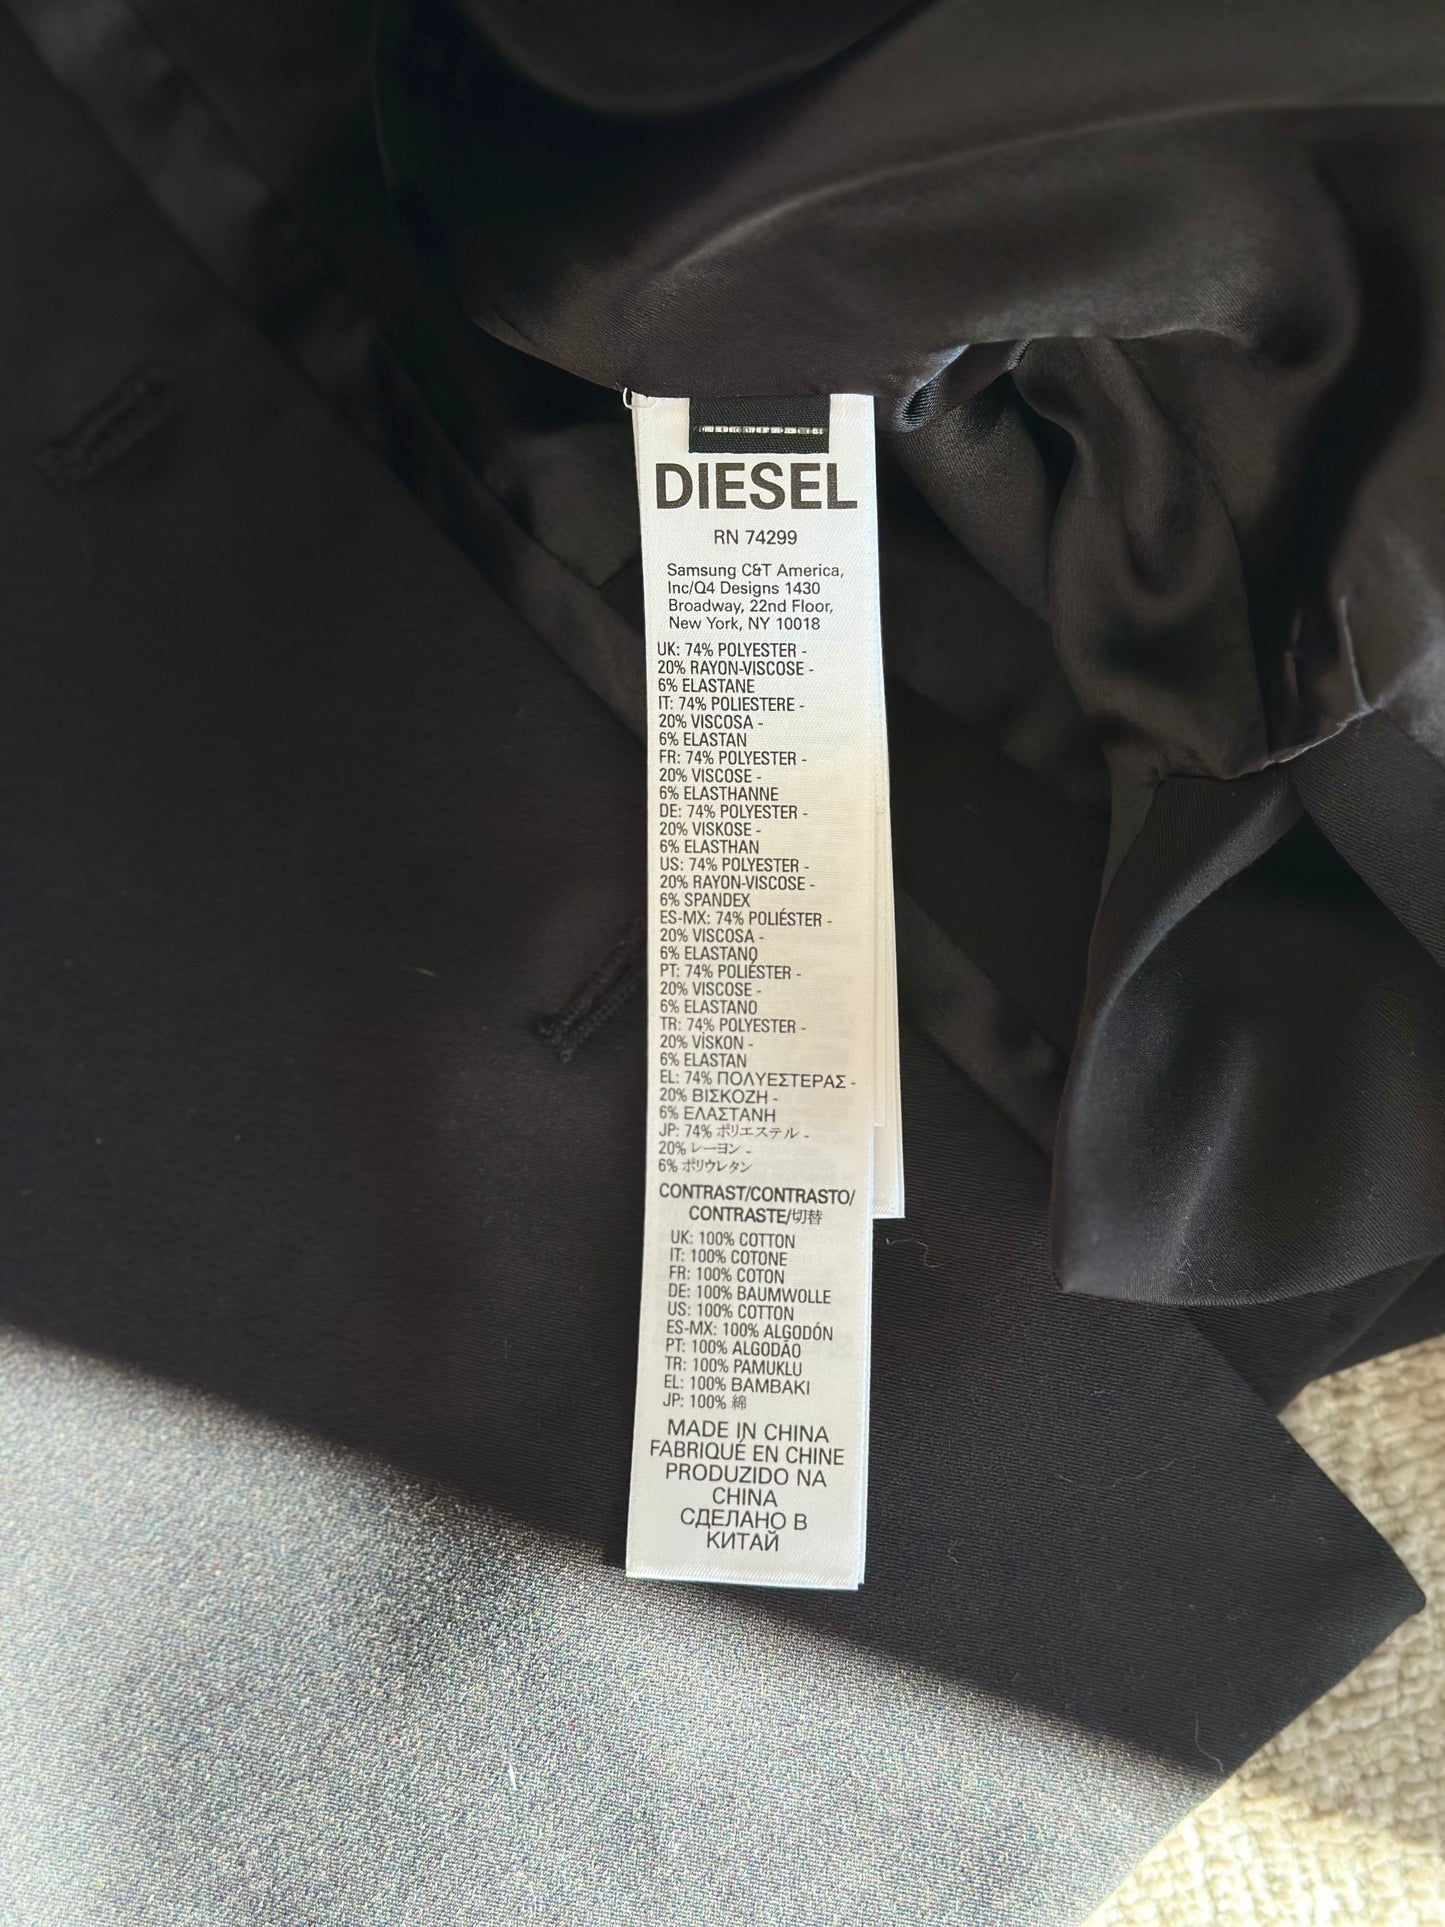 DIESEL
RN 74299
Samsung C&T America,
Inc/Q4 Designs 1430
Broadway, 22nd Floor,
New York, NY 10018
UK: 74% POLYESTER -
20% RAYON-VISCOSE -
6% ELASTANE
IT: 74% POLIESTERE -
20% VISCOSA -
6% ELASTAN
FR: 74% POLYESTER -
20% VISCOSE -
6% ELASTHANNE
DE: 74% POLYESTER -
20% VISKOSE -
6% ELASTHAN
US: 74% POLYESTER -
20% RAYON-VISCOSE -
6% SPANDEX
ES-MX: 74% POLIÉSTER -
20% VISCOSA -
6% ELASTANO
PT: 74% POLIÉSTER -
20% VISCOSE -
6% ELASTANO
TR: 74% POLYESTER -
20% VİSKON -
6% ELASTAN
EL: 74% ΠΟΛΥΕΣΤΕΡΑΣ -
20% ΒΙΣΚΟΖΗ -
6% ΕΛΑΣΤΑΝΗ
JP: 74% ポリエステル -
20% レーヨン -
6% ポリウレタン
CONTRAST/CONTRASTO/
CONTRASTE/切替
UK: 100% COTTON
IT: 100% COTONE
FR: 100% COTON
DE: 100% BAUMWOLLE
US: 100% COTTON
ES-MX: 100% ALGODÓN
PT: 100% ALGODÃO
TR: 100% PAMUKLU
EL: 100% ΒΑΜΒΑΚΙ
JP: 100% 綿
MADE IN CHINA
FABRIQUÉ EN CHINE
PRODUZIDO NA
CHINA
СДЕЛАНО В
КИТАЙ